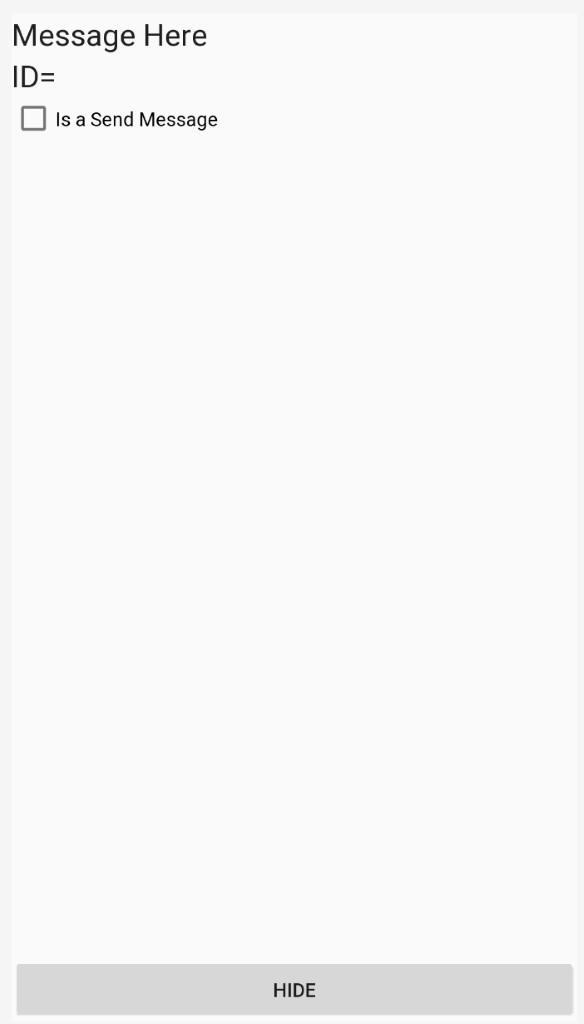 Message Here
ID=
Is a Send Message
HIDE